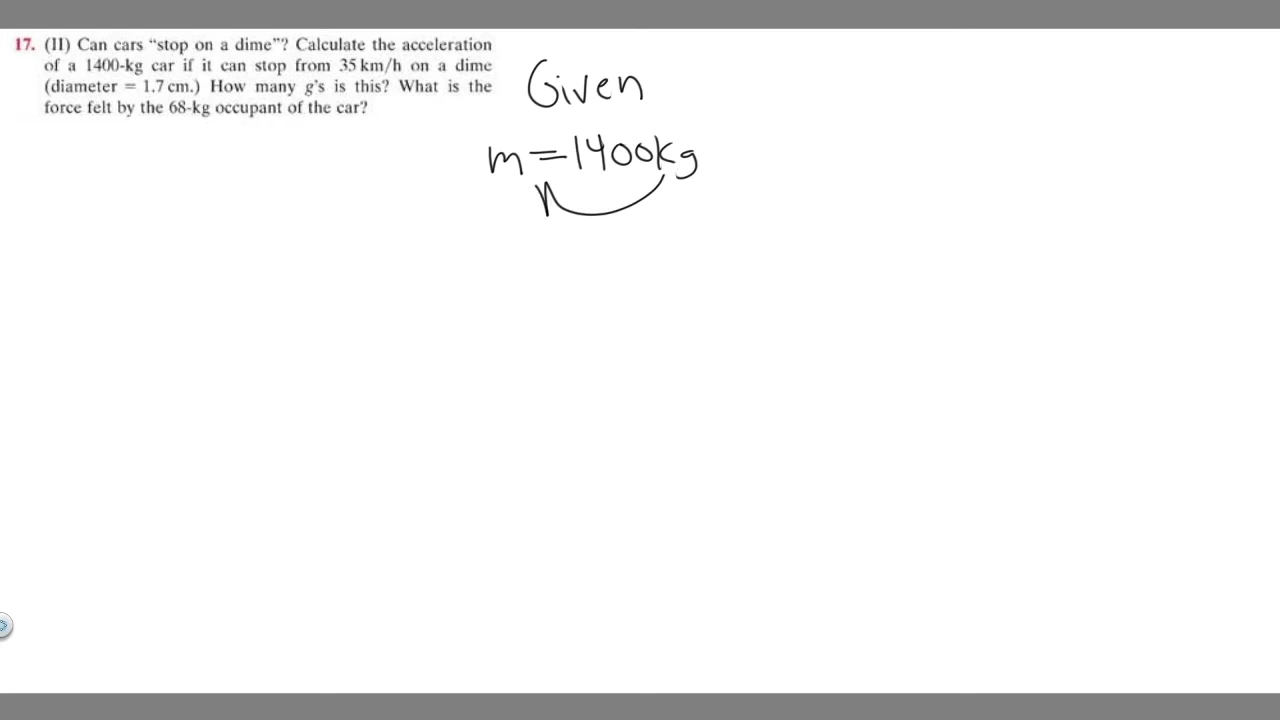 17. (II) Can cars “stop on a dime”? Calculate the acceleration
of a 1400-kg car if it can stop from 35 km/h on a dime
(diameter = 1.7 cm.) How many g’s is this? What is the
force felt by the 68-kg occupant of the car?
Given
m = 1400kg